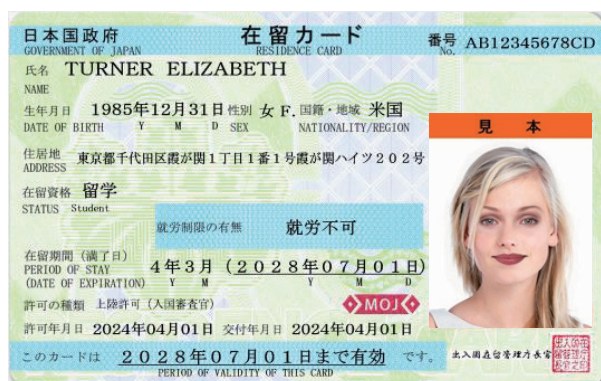 日本国政府 在留カード 番号 AB12345678CD
GOVERNMENT OF JAPAN RESIDENCE CARD No.
氏名 TURNER ELIZABETH
NAME
生年月日 1985年12月31日 性別 女 F. 国籍・地域 米国
DATE OF BIRTH Y M D SEX NATIONALITY/REGION
見 本
住居地 東京都千代田区霞が関1丁目1番1号霞が関ハイツ202号
ADDRESS
在留資格 留学
STATUS Student
就労制限の有無 就労不可
在留期間(満了日) 4年3月(2028年07月01日)
PERIOD OF STAY
(DATE OF EXPIRATION) Y M Y M D
許可の種類 上陸許可(入国審査官) MOJ
許可年月日 2024年04月01日 交付年月日 2024年04月01日
このカードは 2028年07月01日まで有効 です。 出入国在留管理庁長官
PERIOD OF VALIDITY OF THIS CARD